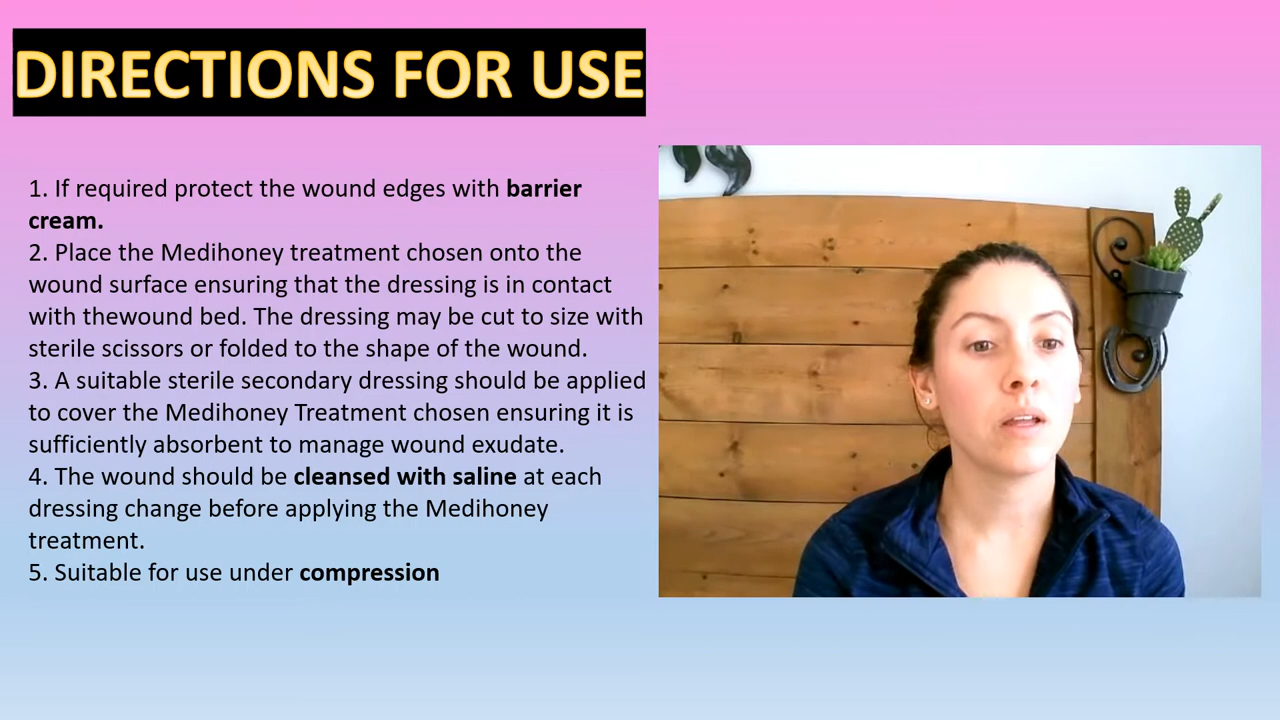 DIRECTIONS FOR USE
1. If required protect the wound edges with barrier
cream.
2. Place the Medihoney treatment chosen onto the
wound surface ensuring that the dressing is in contact
with thewound bed. The dressing may be cut to size with
sterile scissors or folded to the shape of the wound.
3. A suitable sterile secondary dressing should be applied
to cover the Medihoney Treatment chosen ensuring it is
sufficiently absorbent to manage wound exudate.
4. The wound should be cleansed with saline at each
dressing change before applying the Medihoney
treatment.
5. Suitable for use under compression